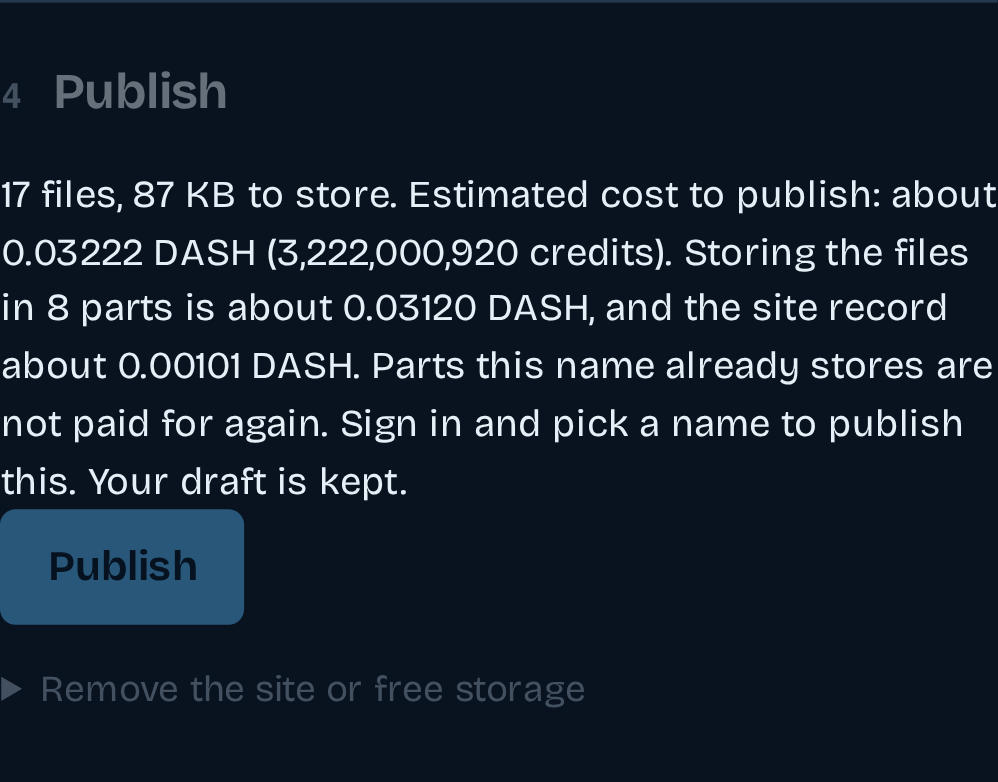 4 Publish
17 files, 87 KB to store. Estimated cost to publish: about
0.03222 DASH (3,222,000,920 credits). Storing the files
in 8 parts is about 0.03120 DASH, and the site record
about 0.00101 DASH. Parts this name already stores are
not paid for again. Sign in and pick a name to publish
this. Your draft is kept.
Publish
Remove the site or free storage